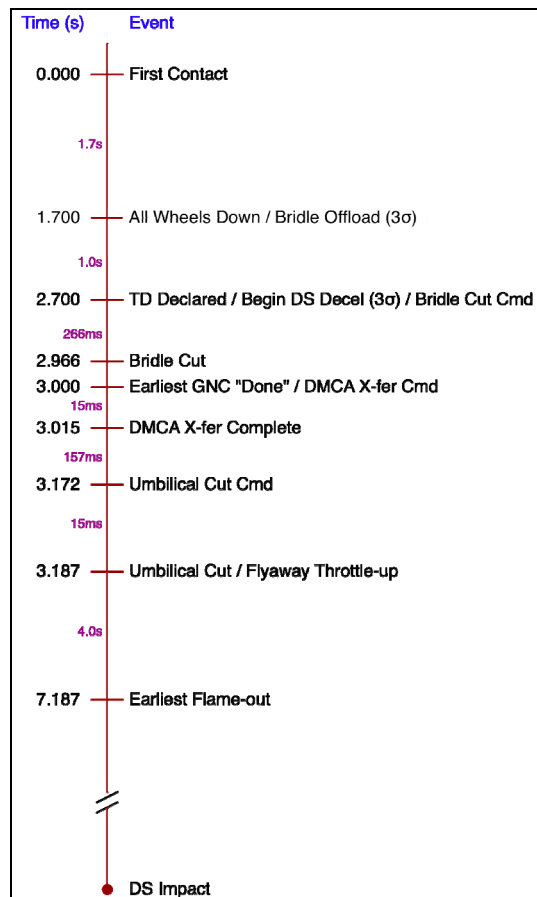 Time (s) Event
0.000 First Contact
1.7s
1.700 All Wheels Down / Bridle Offload (3σ)
1.0s
2.700 TD Declared / Begin DS Decel (3σ) / Bridle Cut Cmd
266ms
2.966 Bridle Cut
3.000 Earliest GNC "Done" / DMCA X-fer Cmd
15ms
3.015 DMCA X-fer Complete
157ms
3.172 Umbilical Cut Cmd
15ms
3.187 Umbilical Cut / Flyaway Throttle-up
4.0s
7.187 Earliest Flame-out
DS Impact